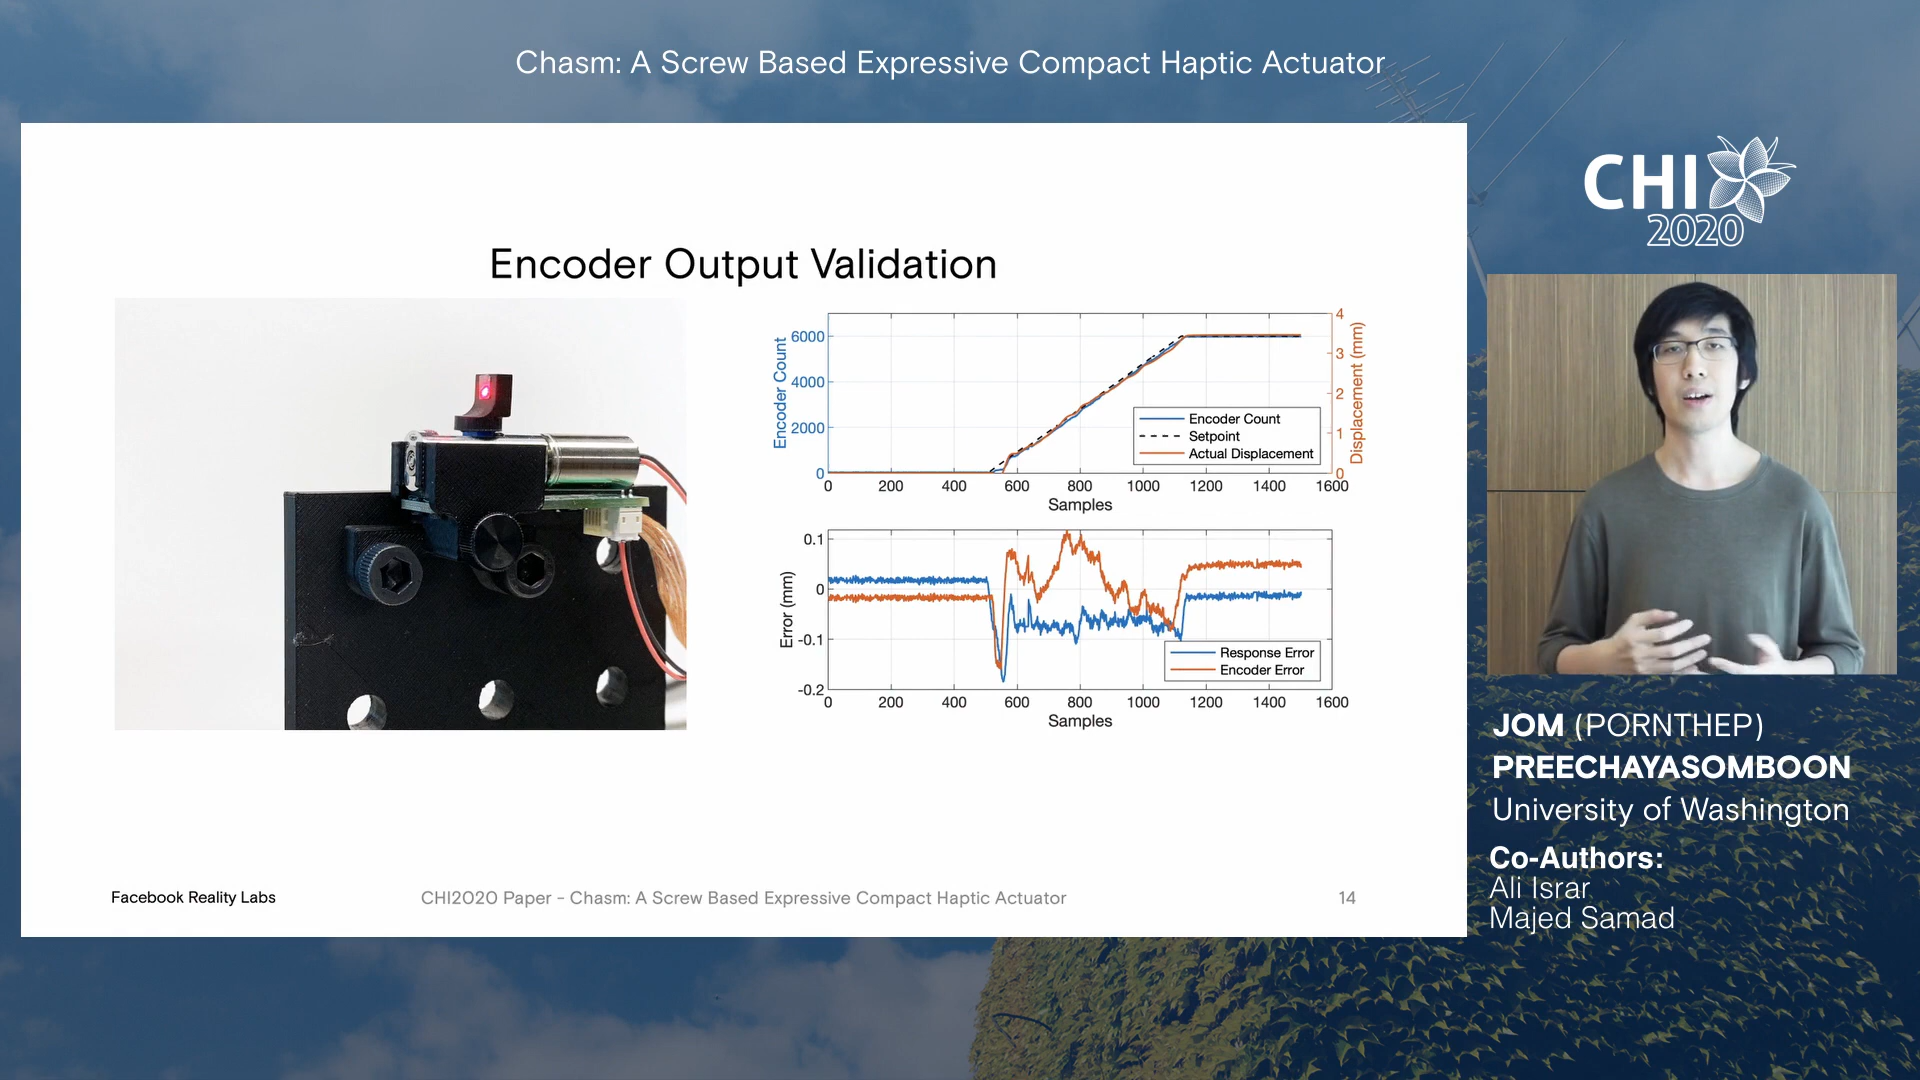 Chasm: A Screw Based Expressive Compact Haptic Actuator
CHI
2020
Encoder Output Validation
Encoder Count
6000
4000
2000
0
4
3
2
1
0
Displacement (mm)
Encoder Count
Setpoint
Actual Displacement
0 200 400 600 800 1000 1200 1400 1600
Samples
Error (mm)
0.1
0
-0.1
-0.2
Response Error
Encoder Error
0 200 400 600 800 1000 1200 1400 1600
Samples
Facebook Reality Labs
CHI2020 Paper - Chasm: A Screw Based Expressive Compact Haptic Actuator
14
JOM (PORNTHEP)
PREECHAYASOMBOON
University of Washington
Co-Authors:
Ali Israr
Majed Samad